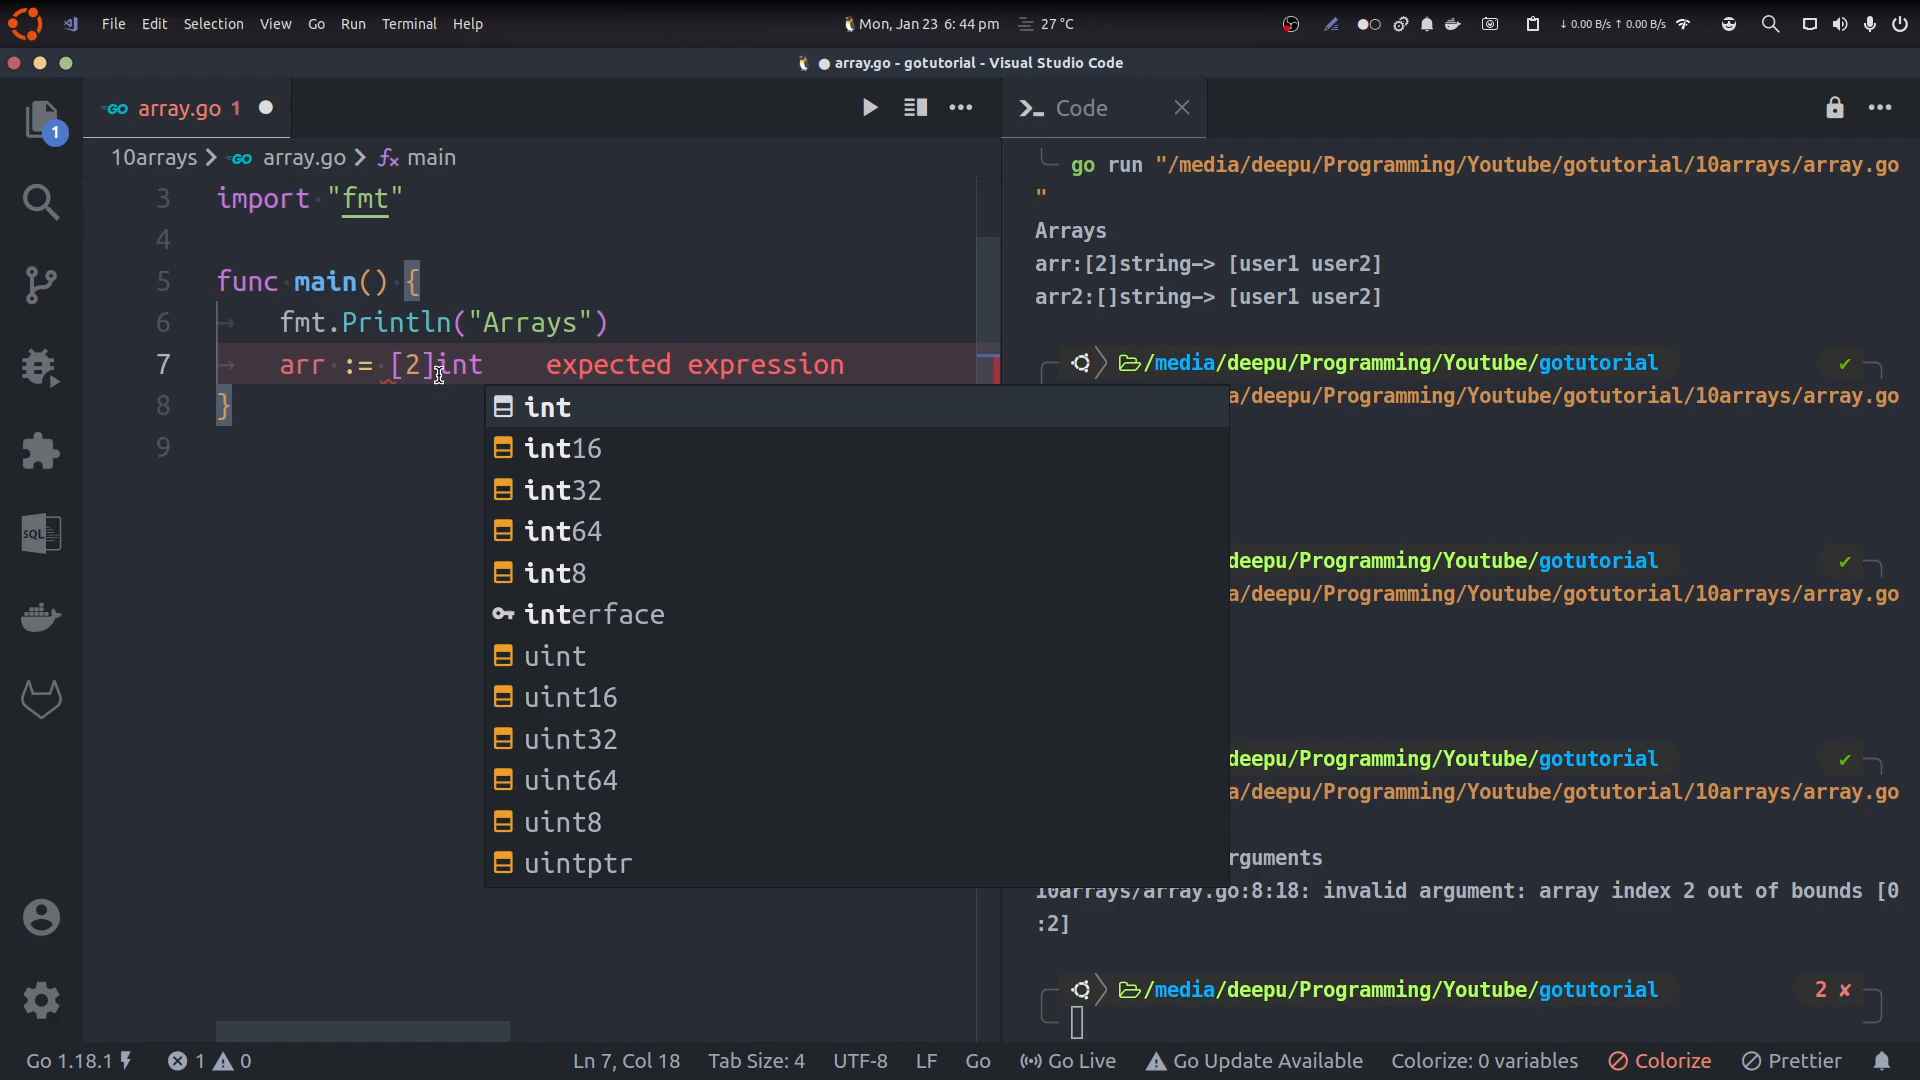 File Edit Selection View Go Run Terminal Help
Mon, Jan 23 6: 44 pm 27 °C
↓ 0.00 B/s ↑ 0.00 B/s
● array.go - gotutorial - Visual Studio Code
GO array.go 1
Code
1
10arrays > GO array.go > main
3 import "fmt"
4
5 func main() {
6 fmt.Println("Arrays")
7 arr := [2]int expected expression
8 }
9
int
int16
int32
int64
int8
interface
uint
uint16
uint32
uint64
uint8
uintptr
SQL
go run "/media/deepu/Programming/Youtube/gotutorial/10arrays/array.go
"
Arrays
arr:[2]string—> [user1 user2]
arr2:[]string—> [user1 user2]
/media/deepu/Programming/Youtube/gotutorial ✔
a/deepu/Programming/Youtube/gotutorial/10arrays/array.go
deepu/Programming/Youtube/gotutorial ✔
a/deepu/Programming/Youtube/gotutorial/10arrays/array.go
deepu/Programming/Youtube/gotutorial ✔
a/deepu/Programming/Youtube/gotutorial/10arrays/array.go
rguments
10arrays/array.go:8:18: invalid argument: array index 2 out of bounds [0
:2]
/media/deepu/Programming/Youtube/gotutorial 2 ✘
Go 1.18.1 1 0 Ln 7, Col 18 Tab Size: 4 UTF-8 LF Go Go Live Go Update Available Colorize: 0 variables Colorize Prettier